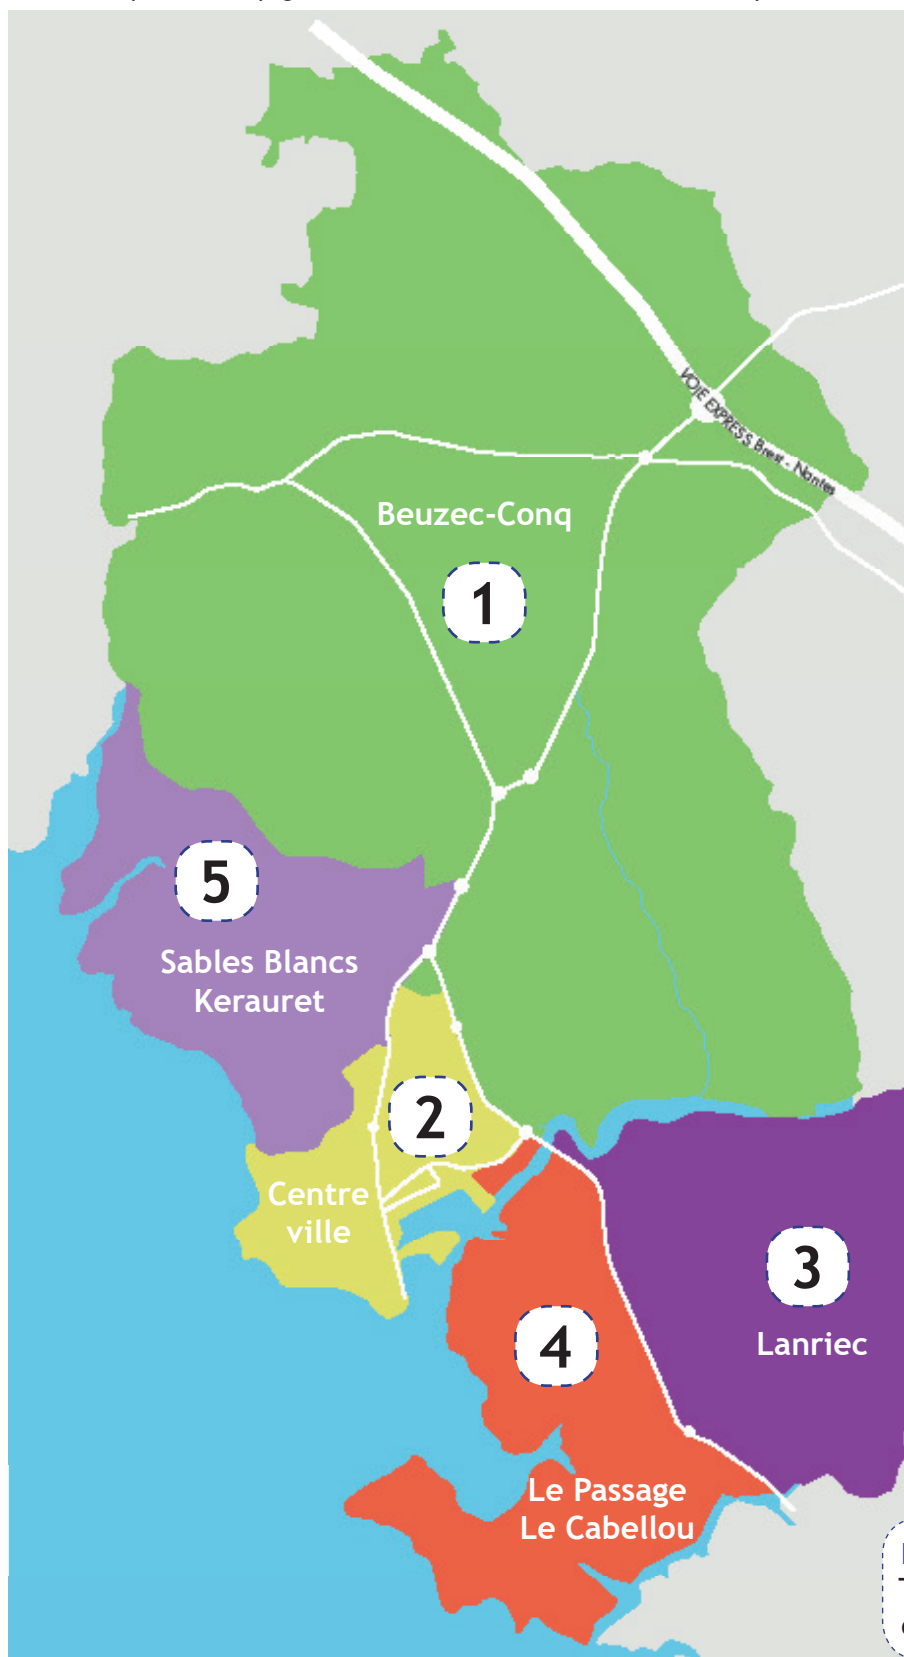 VOIE EXPRESS Brest - Nantes
Beuzec-Conq
1
5
Sables Blancs
Kerauret
2
Centre
ville
3
Lanriec
4
Le Passage
Le Cabellou